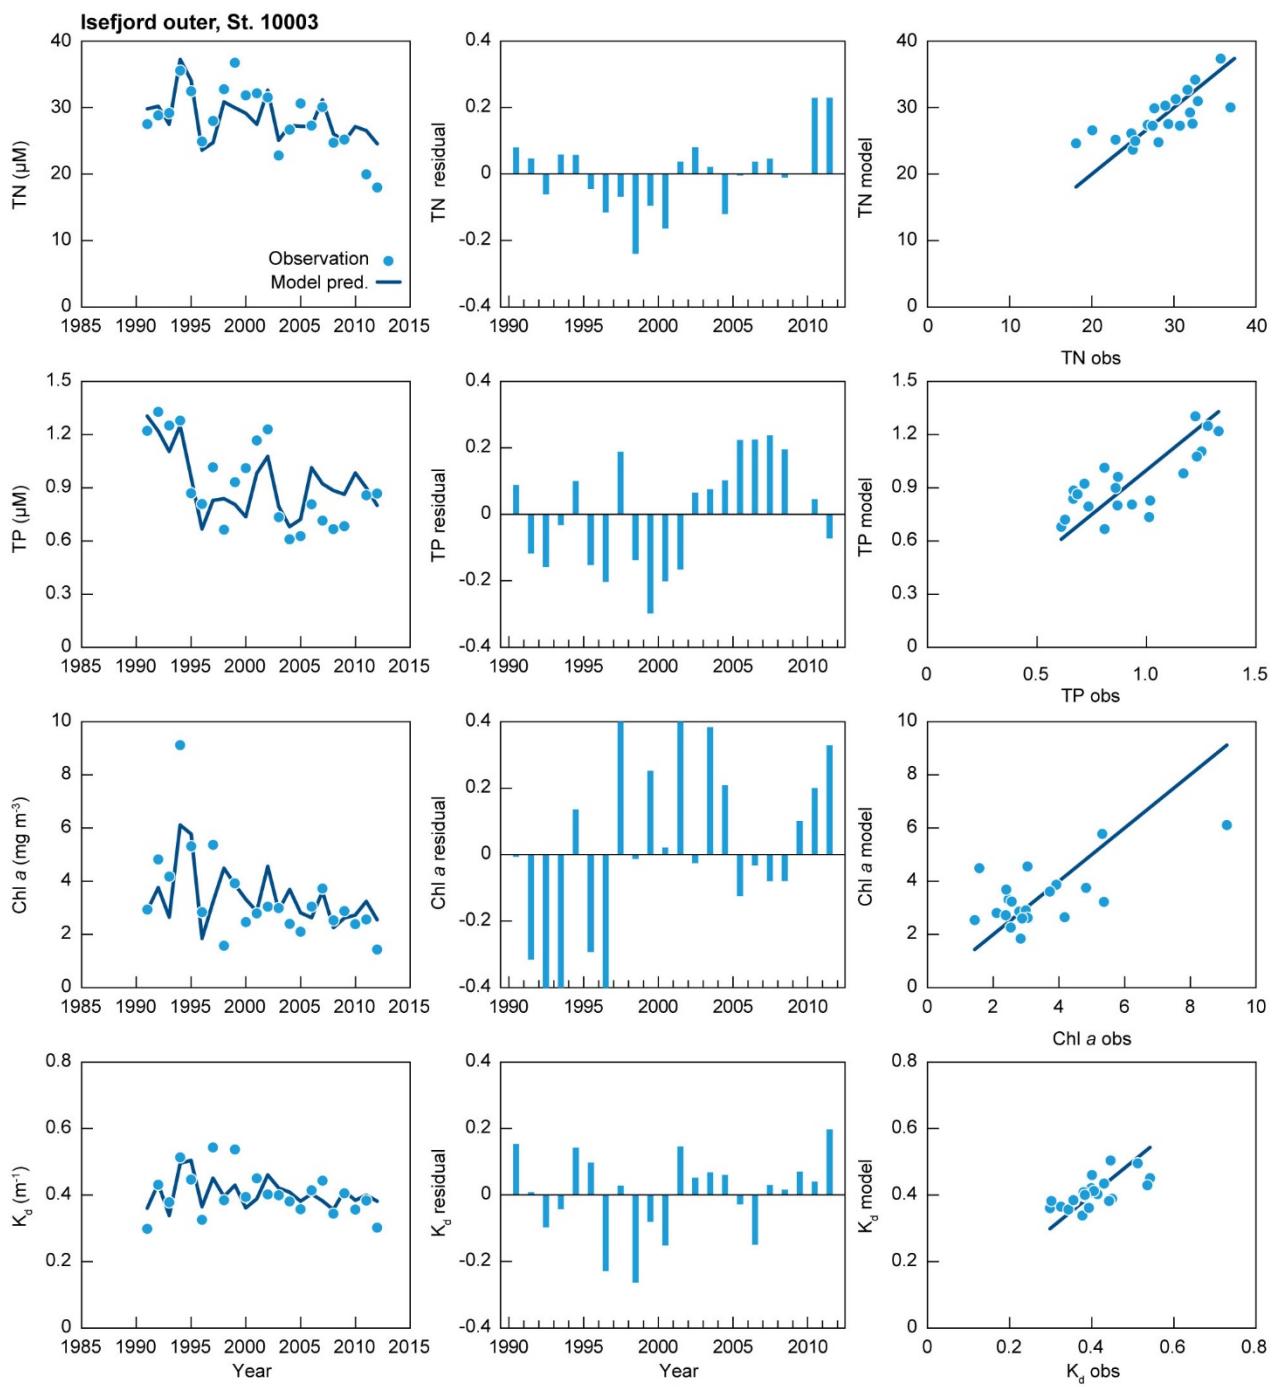 Isefjord outer, St. 10003
40
30
20
10
0
TN (µM)
Observation
Model pred.
1985 1990 1995 2000 2005 2010 2015
0.4
0.2
0
-0.2
-0.4
TN residual
1990 1995 2000 2005 2010
40
30
20
10
0
TN model
0 10 20 30 40
TN obs
1.5
1.2
0.9
0.6
0.3
0
TP (µM)
1985 1990 1995 2000 2005 2010 2015
0.4
0.2
0
-0.2
-0.4
TP residual
1990 1995 2000 2005 2010
1.5
1.2
0.9
0.6
0.3
0
TP model
0 0.5 1.0 1.5
TP obs
10
8
6
4
2
0
Chl a (mg m⁻³)
1985 1990 1995 2000 2005 2010 2015
0.4
0.2
0
-0.2
-0.4
Chl a residual
1990 1995 2000 2005 2010
10
8
6
4
2
0
Chl a model
0 2 4 6 8 10
Chl a obs
0.8
0.6
0.4
0.2
0
K_d (m⁻¹)
1985 1990 1995 2000 2005 2010 2015
Year
0.4
0.2
0
-0.2
-0.4
K_d residual
1990 1995 2000 2005 2010
Year
0.8
0.6
0.4
0.2
0
K_d model
0 0.2 0.4 0.6 0.8
K_d obs